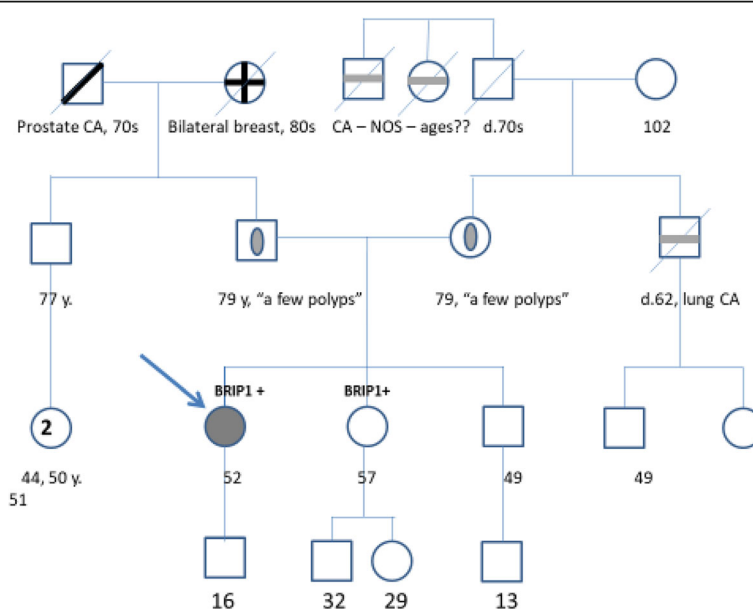 Prostate CA, 70s Bilateral breast, 80s CA – NOS – ages?? d.70s 102
77 y. 79 y, “a few polyps” 79, “a few polyps” d.62, lung CA
BRIP1 + BRIP1+
2
44, 50 y. 52 57 49 49
51
16 32 29 13